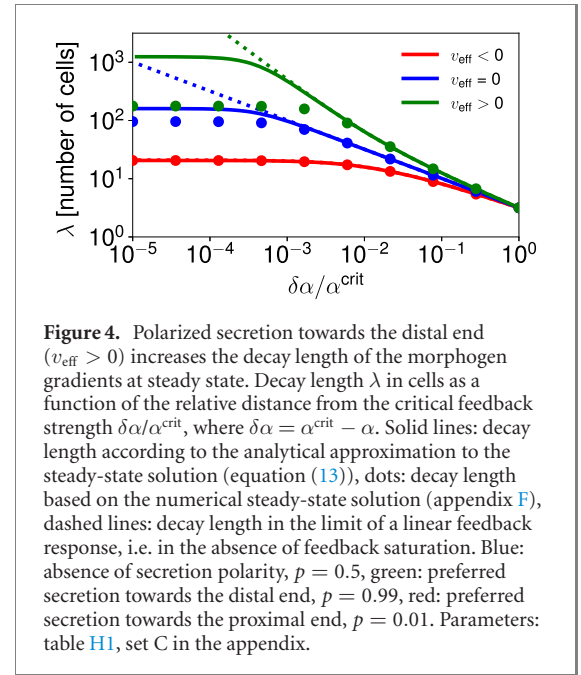 10³
10²
10¹
10⁰
λ [number of cells]
v_eff < 0
v_eff = 0
v_eff > 0
10⁻⁵ 10⁻⁴ 10⁻³ 10⁻² 10⁻¹ 10⁰
δα/α^crit
Figure 4. Polarized secretion towards the distal end
(v_eff > 0) increases the decay length of the morphogen
gradients at steady state. Decay length λ in cells as a
function of the relative distance from the critical feedback
strength δα/α^crit, where δα = α^crit − α. Solid lines: decay
length according to the analytical approximation to the
steady-state solution (equation (13)), dots: decay length
based on the numerical steady-state solution (appendix F),
dashed lines: decay length in the limit of a linear feedback
response, i.e. in the absence of feedback saturation. Blue:
absence of secretion polarity, p = 0.5, green: preferred
secretion towards the distal end, p = 0.99, red: preferred
secretion towards the proximal end, p = 0.01. Parameters:
table H1, set C in the appendix.